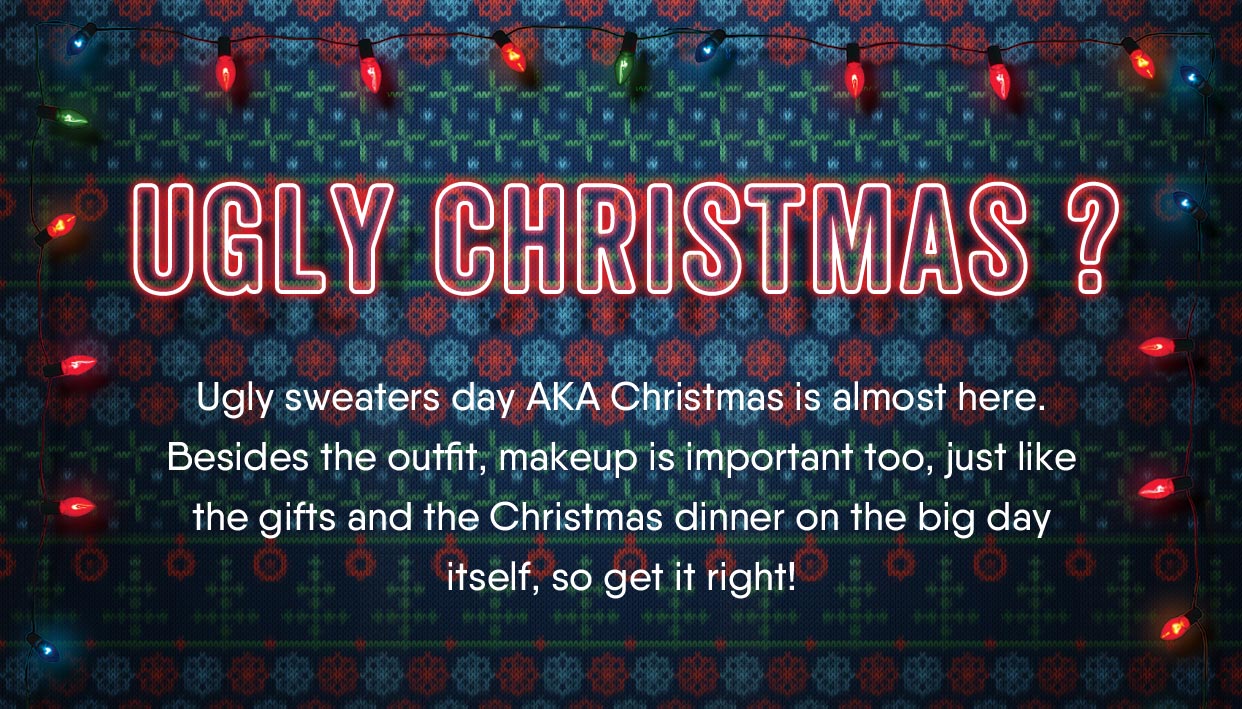 UGLY CHRISTMAS ?
Ugly sweaters day AKA Christmas is almost here.
Besides the outfit, makeup is important too, just like
the gifts and the Christmas dinner on the big day
itself, so get it right!